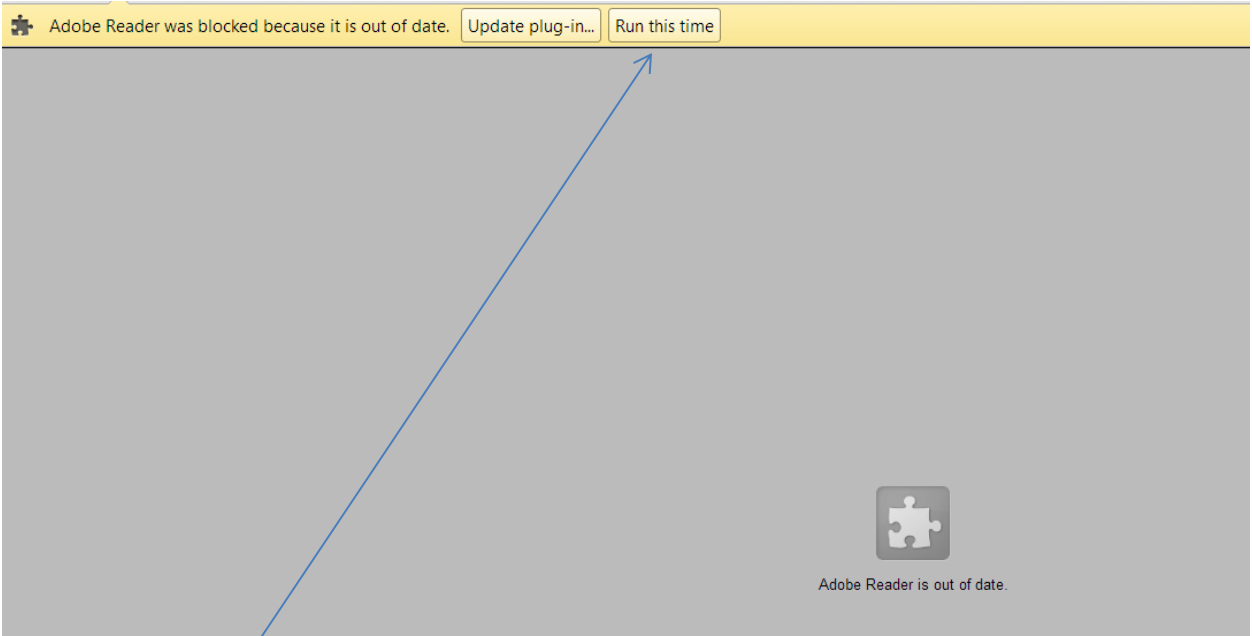 Adobe Reader was blocked because it is out of date. Update plug-in... Run this time
Adobe Reader is out of date.